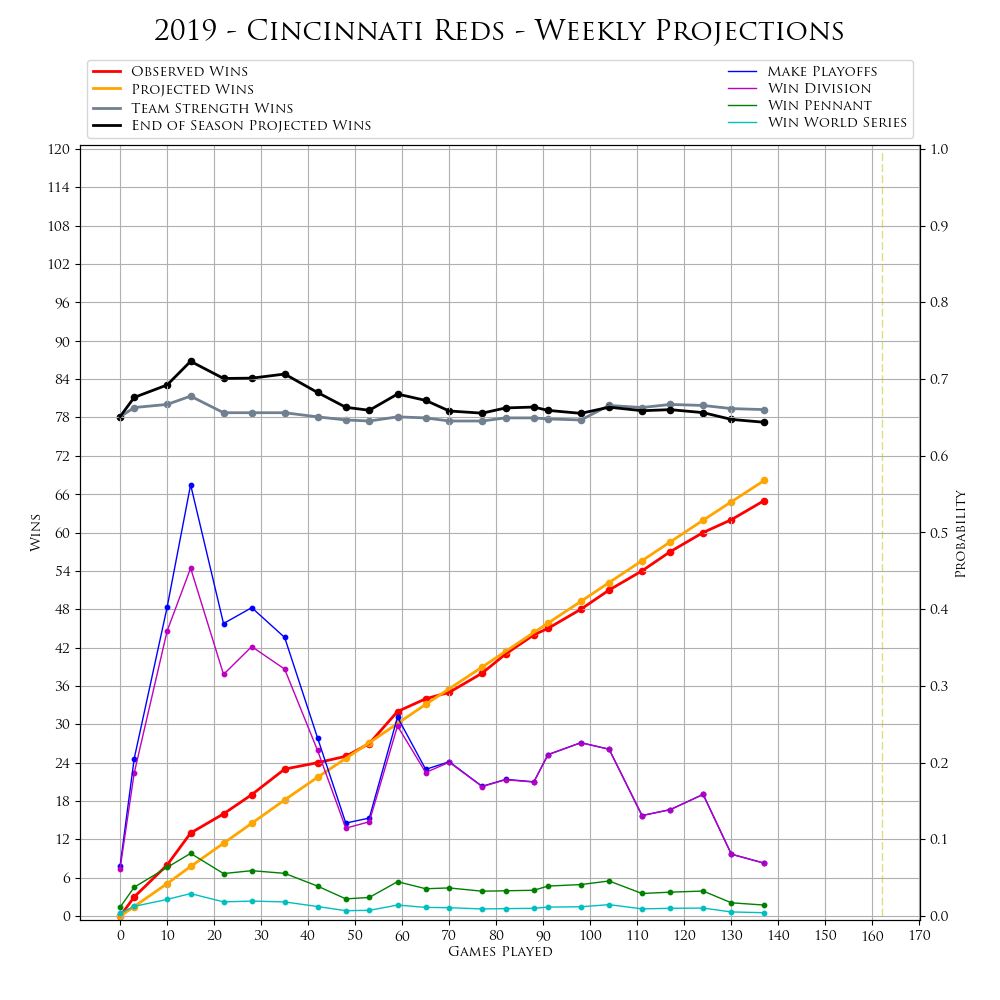 2019 - Cincinnati Reds - Weekly Projections
Observed Wins
Projected Wins
Team Strength Wins
End of Season Projected Wins
Make Playoffs
Win Division
Win Pennant
Win World Series
120
114
108
102
96
90
84
78
72
66
60
54
48
42
36
30
24
18
12
6
0
Wins
1.0
0.9
0.8
0.7
0.6
0.5
0.4
0.3
0.2
0.1
0.0
Probability
0 10 20 30 40 50 60 70 80 90 100 110 120 130 140 150 160 170
Games Played